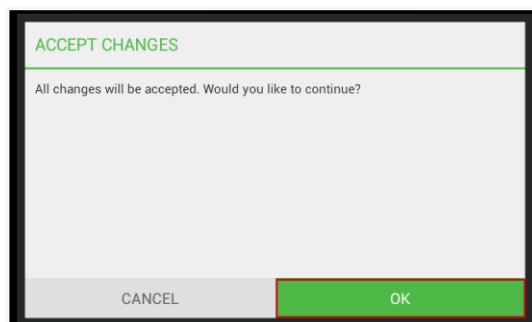 ACCEPT CHANGES
All changes will be accepted. Would you like to continue?
CANCEL
OK